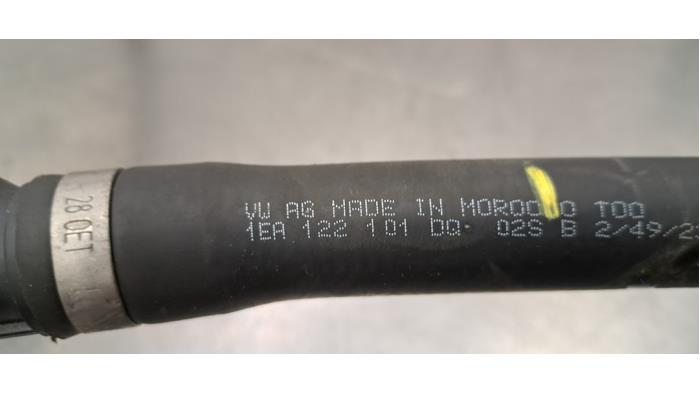 28 OET
VW AG MADE IN MOROCCO TOO
1EA 122 101 DQ 02S B 2/49/2